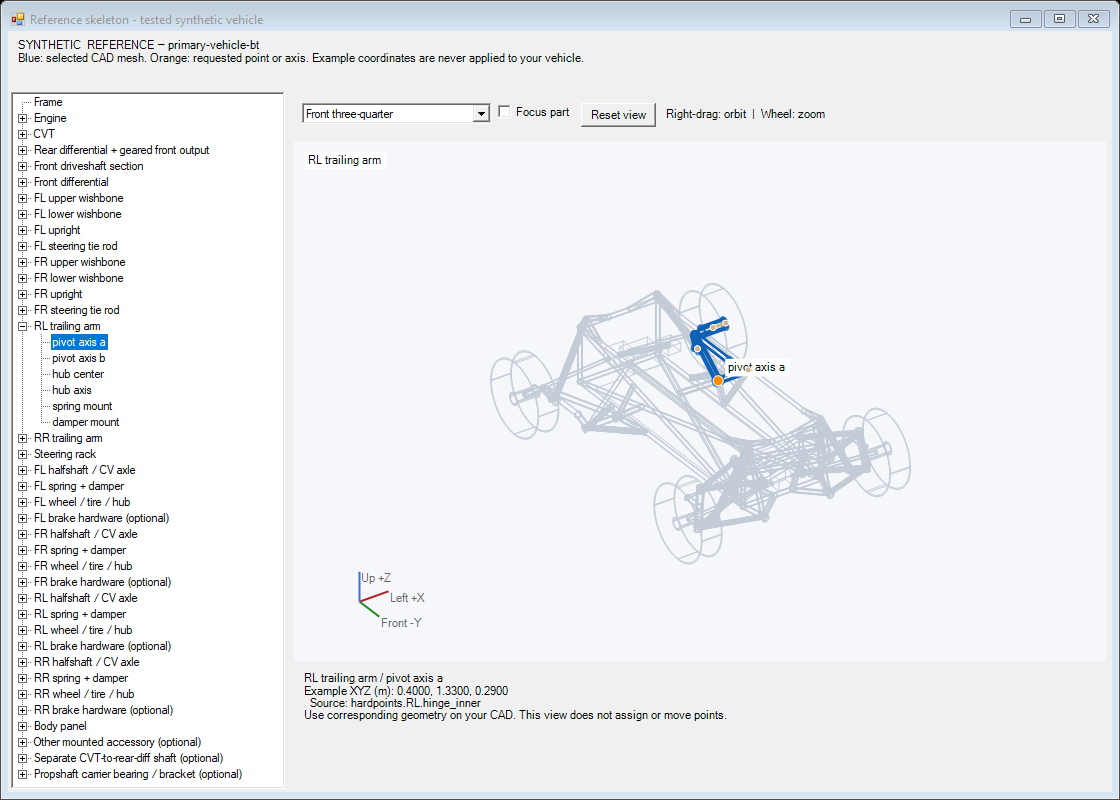 Reference skeleton - tested synthetic vehicle
SYNTHETIC REFERENCE – primary-vehicle-bt
Blue: selected CAD mesh. Orange: requested point or axis. Example coordinates are never applied to your vehicle.
Frame
Engine
CVT
Rear differential + geared front output
Front driveshaft section
Front differential
FL upper wishbone
FL lower wishbone
FL upright
FL steering tie rod
FR upper wishbone
FR lower wishbone
FR upright
FR steering tie rod
RL trailing arm
pivot axis a
pivot axis b
hub center
hub axis
spring mount
damper mount
RR trailing arm
Steering rack
FL halfshaft / CV axle
FL spring + damper
FL wheel / tire / hub
FL brake hardware (optional)
FR halfshaft / CV axle
FR spring + damper
FR wheel / tire / hub
FR brake hardware (optional)
RL halfshaft / CV axle
RL spring + damper
RL wheel / tire / hub
RL brake hardware (optional)
RR halfshaft / CV axle
RR spring + damper
RR wheel / tire / hub
RR brake hardware (optional)
Body panel
Other mounted accessory (optional)
Separate CVT-to-rear-diff shaft (optional)
Propshaft carrier bearing / bracket (optional)
Front three-quarter
Focus part
Reset view
Right-drag: orbit | Wheel: zoom
RL trailing arm
pivot axis a
Up +Z
Left +X
Front -Y
RL trailing arm / pivot axis a
Example XYZ (m): 0.4000, 1.3300, 0.2900
Source: hardpoints.RL.hinge_inner
Use corresponding geometry on your CAD. This view does not assign or move points.